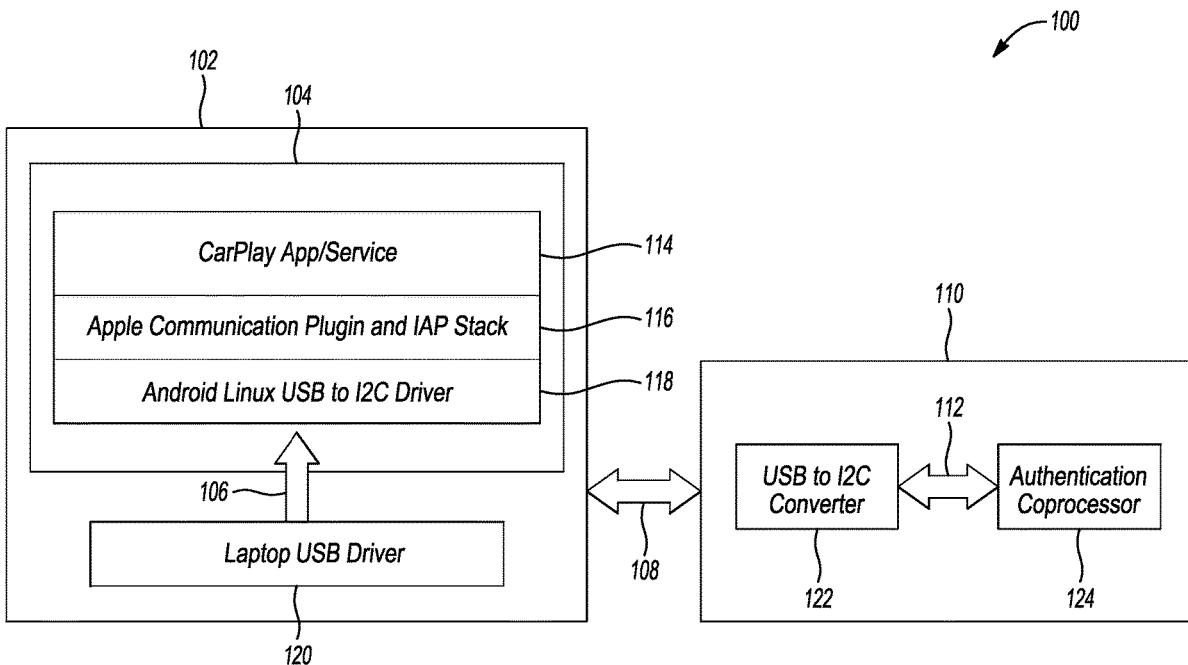 100
102
104
CarPlay App/Service
114
Apple Communication Plugin and IAP Stack
116
Android Linux USB to I2C Driver
118
106
Laptop USB Driver
120
108
110
112
USB to I2C
Converter
Authentication
Coprocessor
122
124